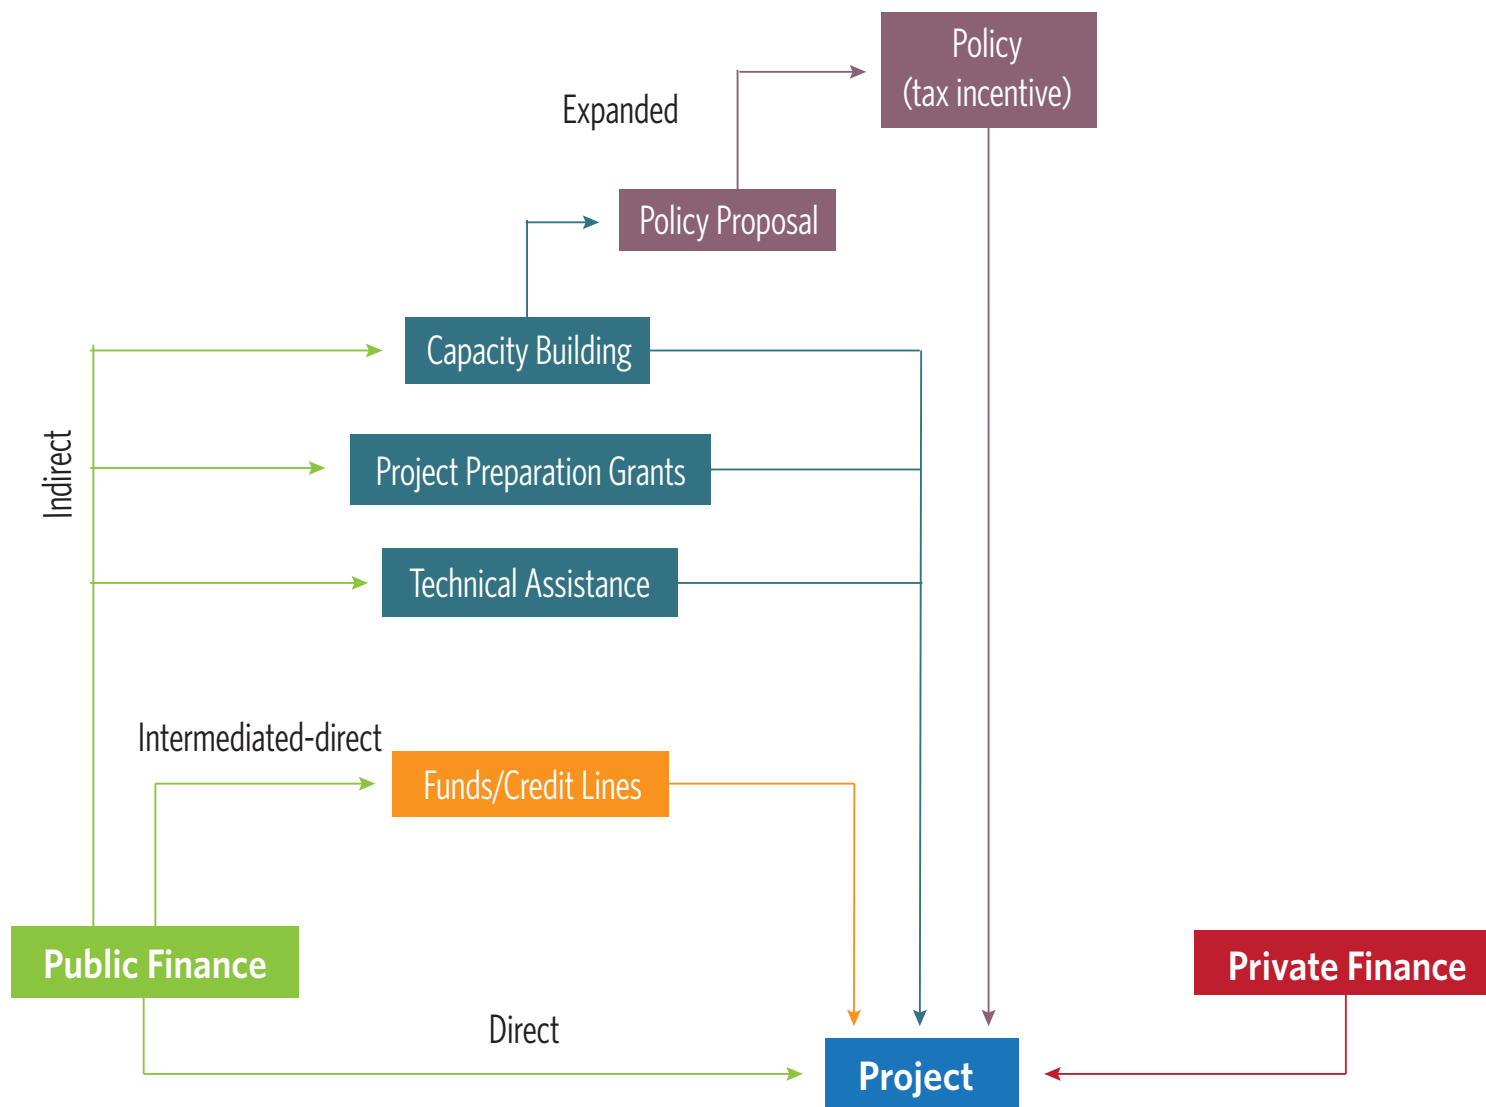 Policy
(tax incentive)
Expanded
Policy Proposal
Capacity Building
Indirect
Project Preparation Grants
Technical Assistance
Intermediated-direct
Funds/Credit Lines
Public Finance
Private Finance
Direct
Project